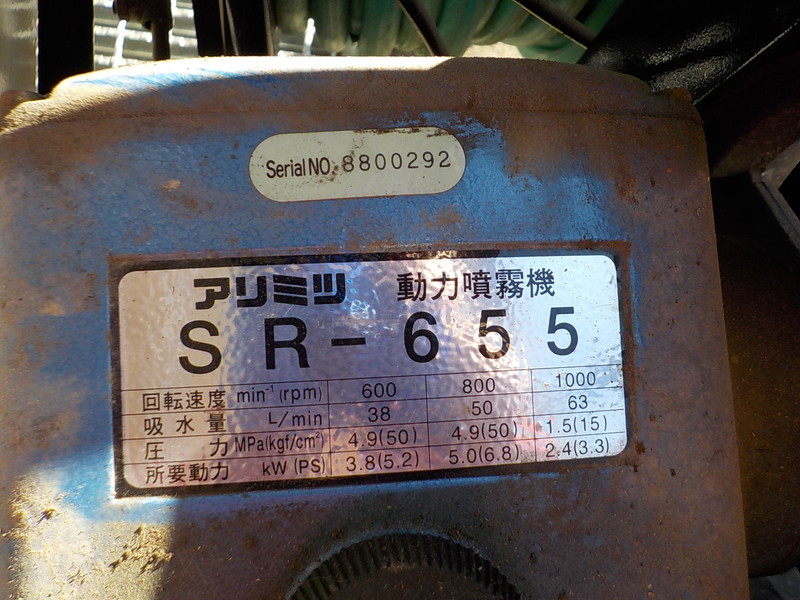 Serial NO. 8800292
アリミツ 動力噴霧機
SR-655
回転速度 min⁻¹(rpm) 600 800 1000
吸水量 L/min 38 50 63
圧力 MPa(kgf/cm²) 4.9(50) 4.9(50) 1.5(15)
所要動力 kW(PS) 3.8(5.2) 5.0(6.8) 2.4(3.3)